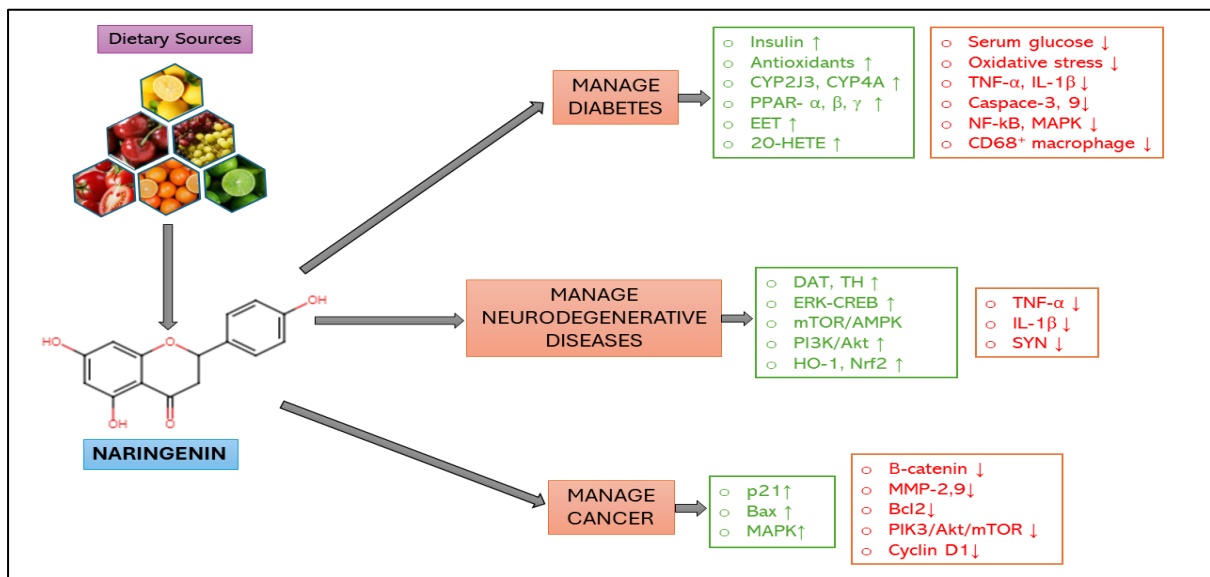 Dietary Sources
HO
O
OH
O
OH
NARINGENIN
MANAGE
DIABETES
○ Insulin ↑
○ Antioxidants ↑
○ CYP2J3, CYP4A ↑
○ PPAR- α, β, γ ↑
○ EET ↑
○ 20-HETE ↑
○ Serum glucose ↓
○ Oxidative stress ↓
○ TNF-α, IL-1β ↓
○ Caspace-3, 9↓
○ NF-kB, MAPK ↓
○ CD68⁺ macrophage ↓
MANAGE
NEURODEGENERATIVE
DISEASES
○ DAT, TH ↑
○ ERK-CREB ↑
○ mTOR/AMPK
○ PI3K/Akt ↑
○ HO-1, Nrf2 ↑
○ TNF-α ↓
○ IL-1β ↓
○ SYN ↓
MANAGE
CANCER
○ p21↑
○ Bax ↑
○ MAPK↑
○ B-catenin ↓
○ MMP-2,9↓
○ Bcl2↓
○ PIK3/Akt/mTOR ↓
○ Cyclin D1↓